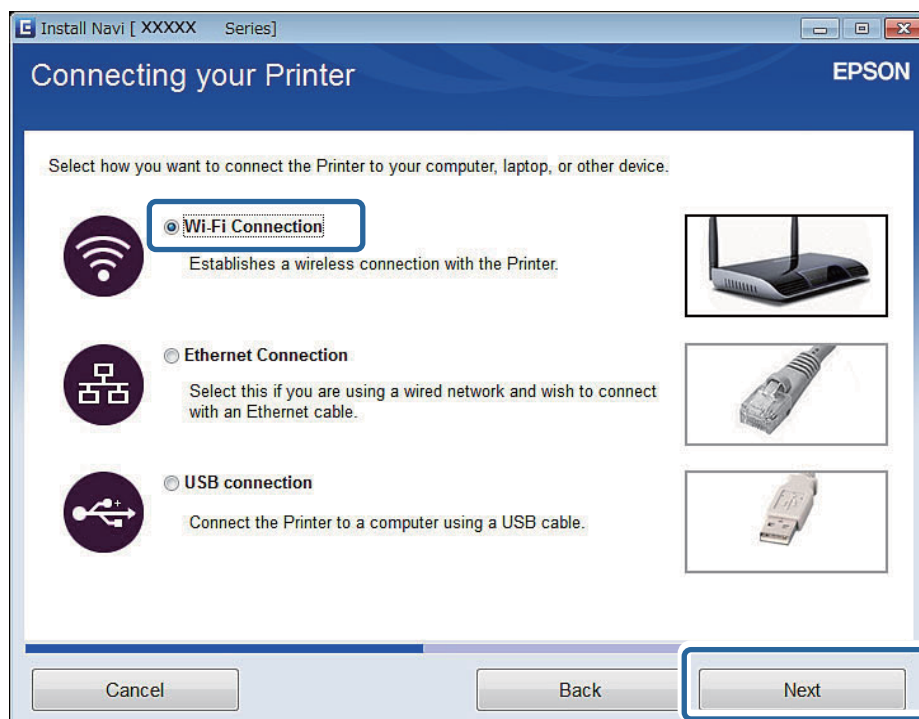 Install Navi [ XXXXX Series]
Connecting your Printer
EPSON
Select how you want to connect the Printer to your computer, laptop, or other device.
Wi-Fi Connection
Establishes a wireless connection with the Printer.
Ethernet Connection
Select this if you are using a wired network and wish to connect
with an Ethernet cable.
USB connection
Connect the Printer to a computer using a USB cable.
Cancel
Back
Next